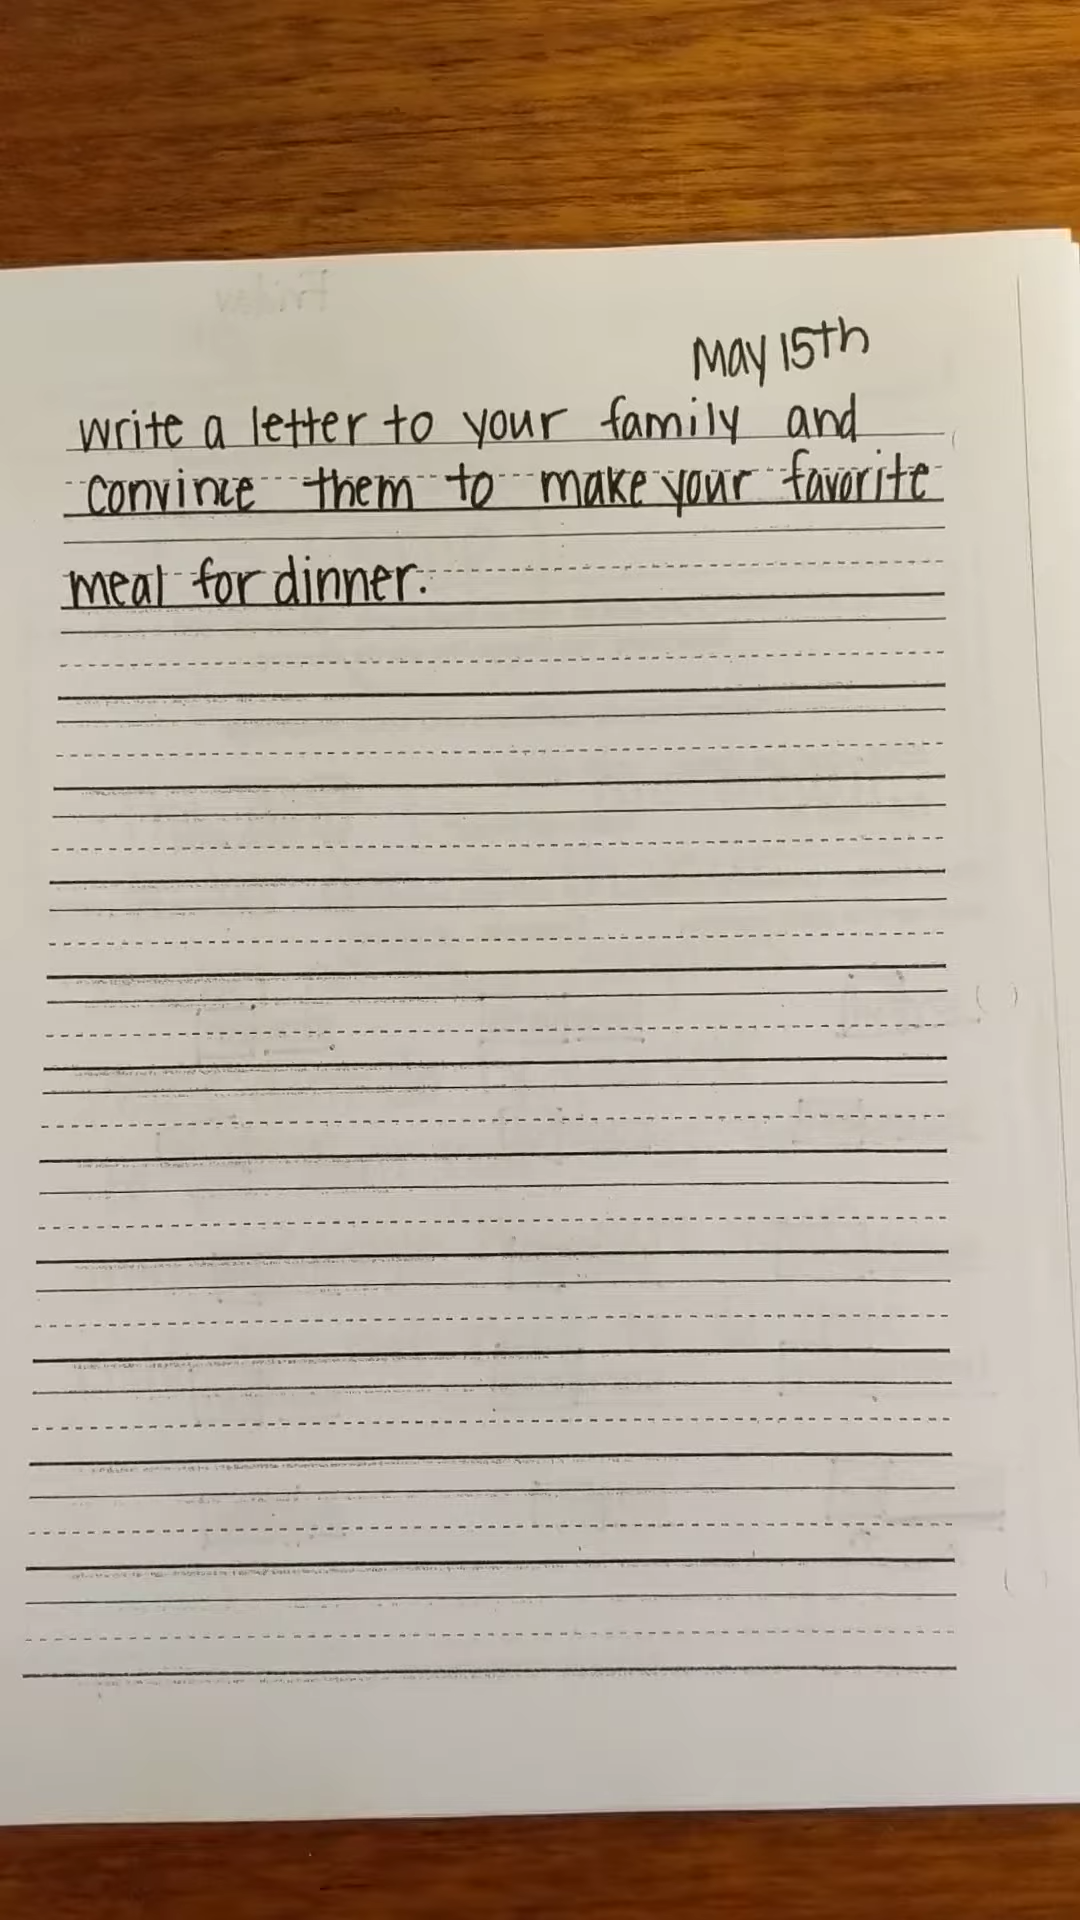 May 15th
write a letter to your family and
convince them to make your favorite
meal for dinner.